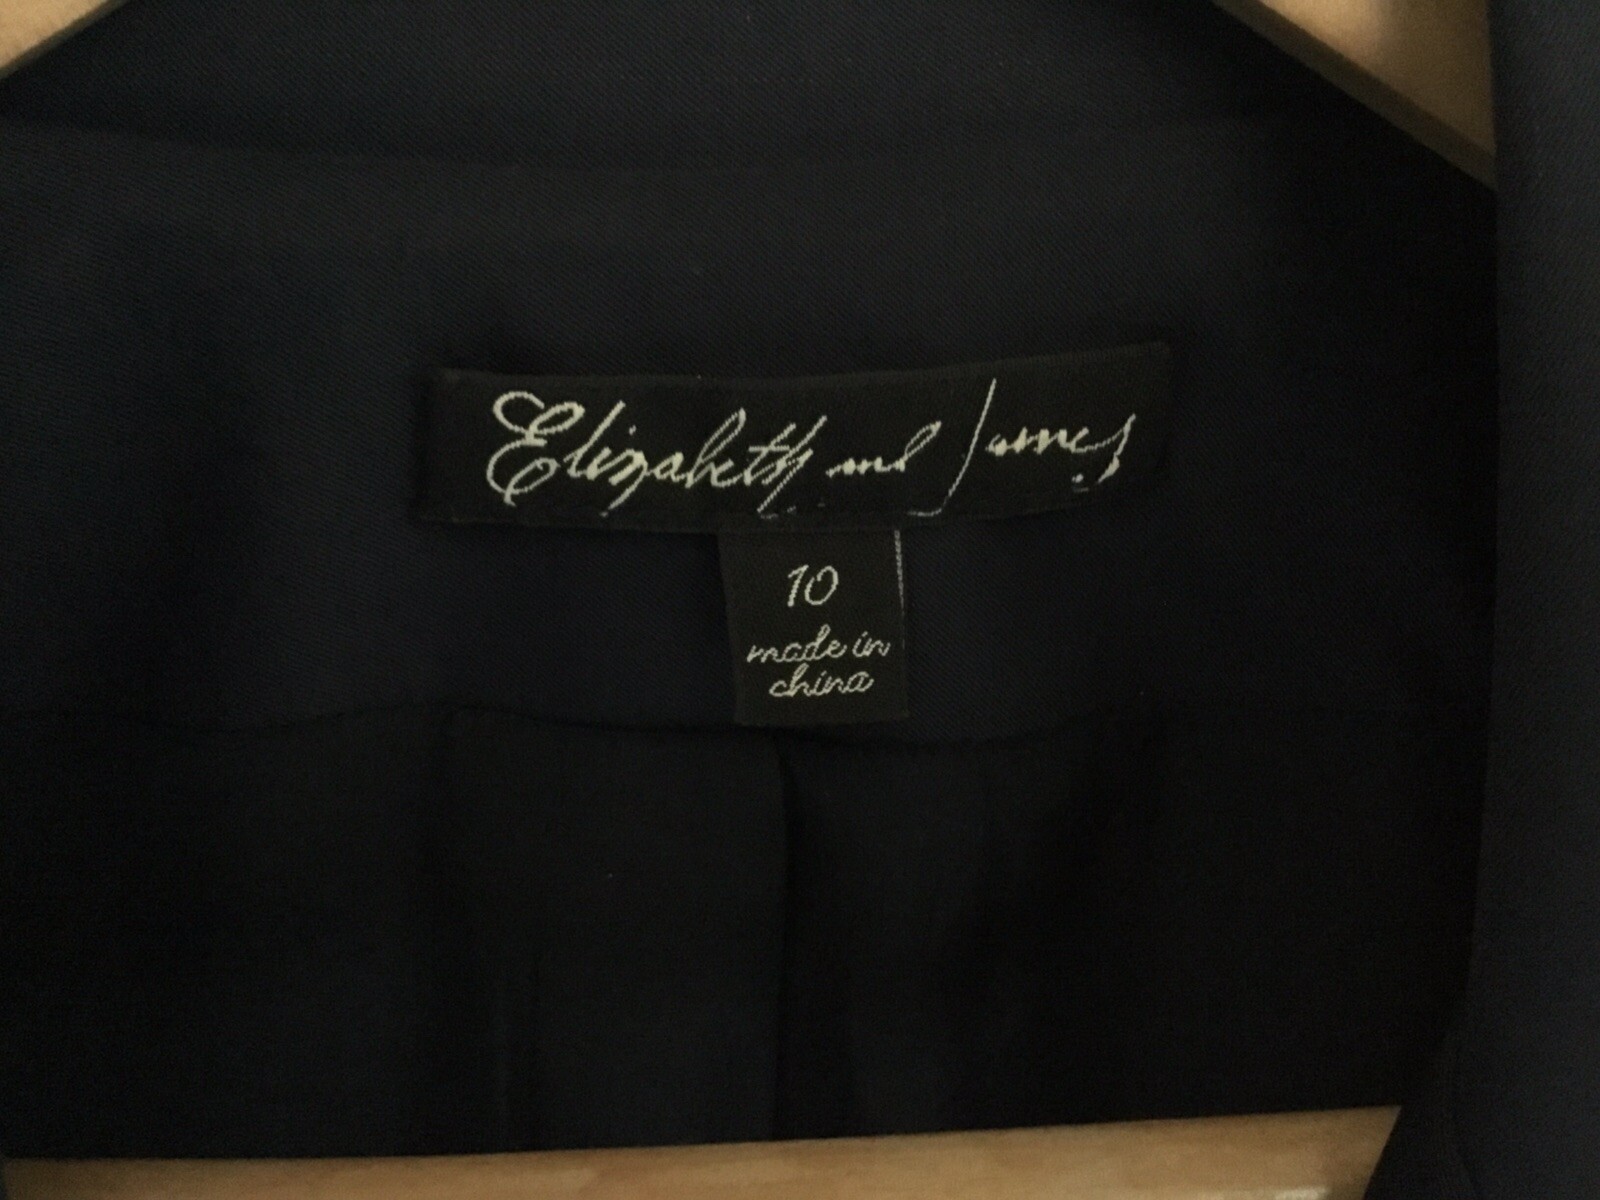 Elizabeth and James
10
made in
china